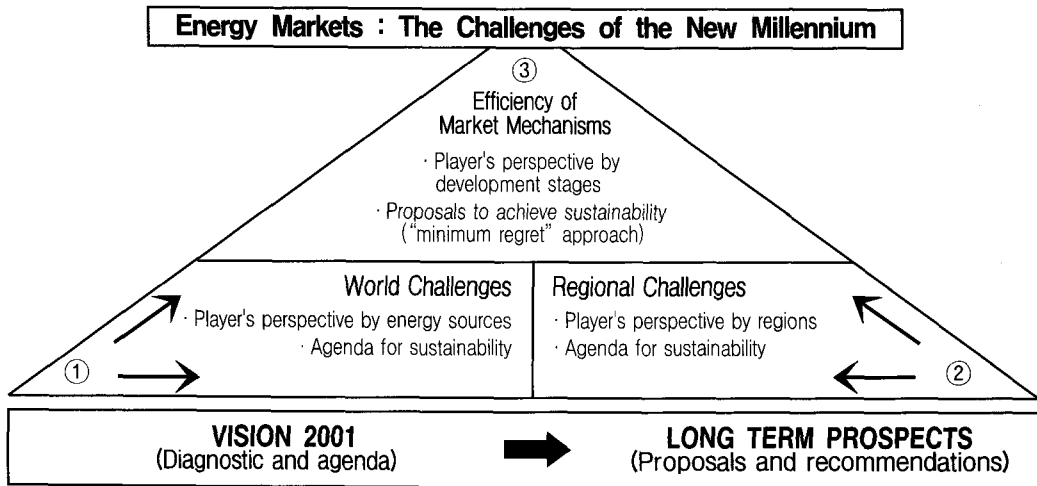 Energy Markets : The Challenges of the New Millennium
③
Efficiency of
Market Mechanisms
· Player's perspective by
development stages
· Proposals to achieve sustainability
("minimum regret" approach)
World Challenges
· Player's perspective by energy sources
· Agenda for sustainability
①
Regional Challenges
· Player's perspective by regions
· Agenda for sustainability
②
VISION 2001
(Diagnostic and agenda)
LONG TERM PROSPECTS
(Proposals and recommendations)